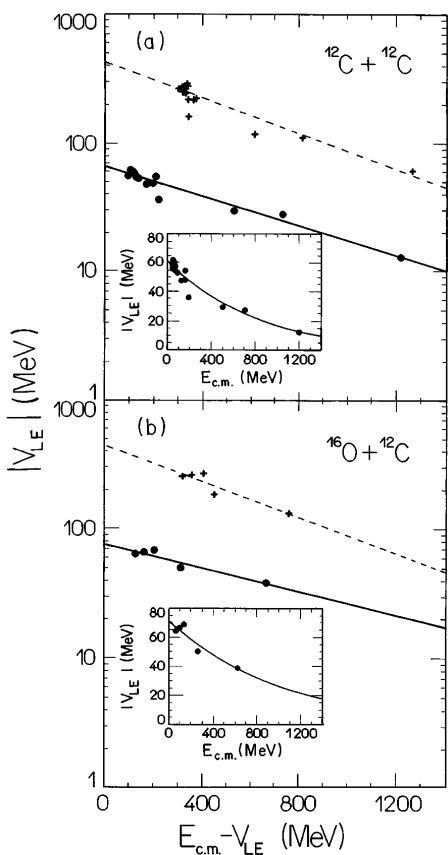 1000
(a)
¹²C + ¹²C
100
10
1
80
60
40
20
0
0 400 800 1200
|V_LE| (MeV)
E_c.m. (MeV)
|V_LE| (MeV)
1000
(b)
¹⁶O + ¹²C
100
10
1
80
60
40
20
0
0 400 800 1200
|V_LE| (MeV)
E_c.m. (MeV)
0 400 800 1200
E_c.m. - V_LE (MeV)